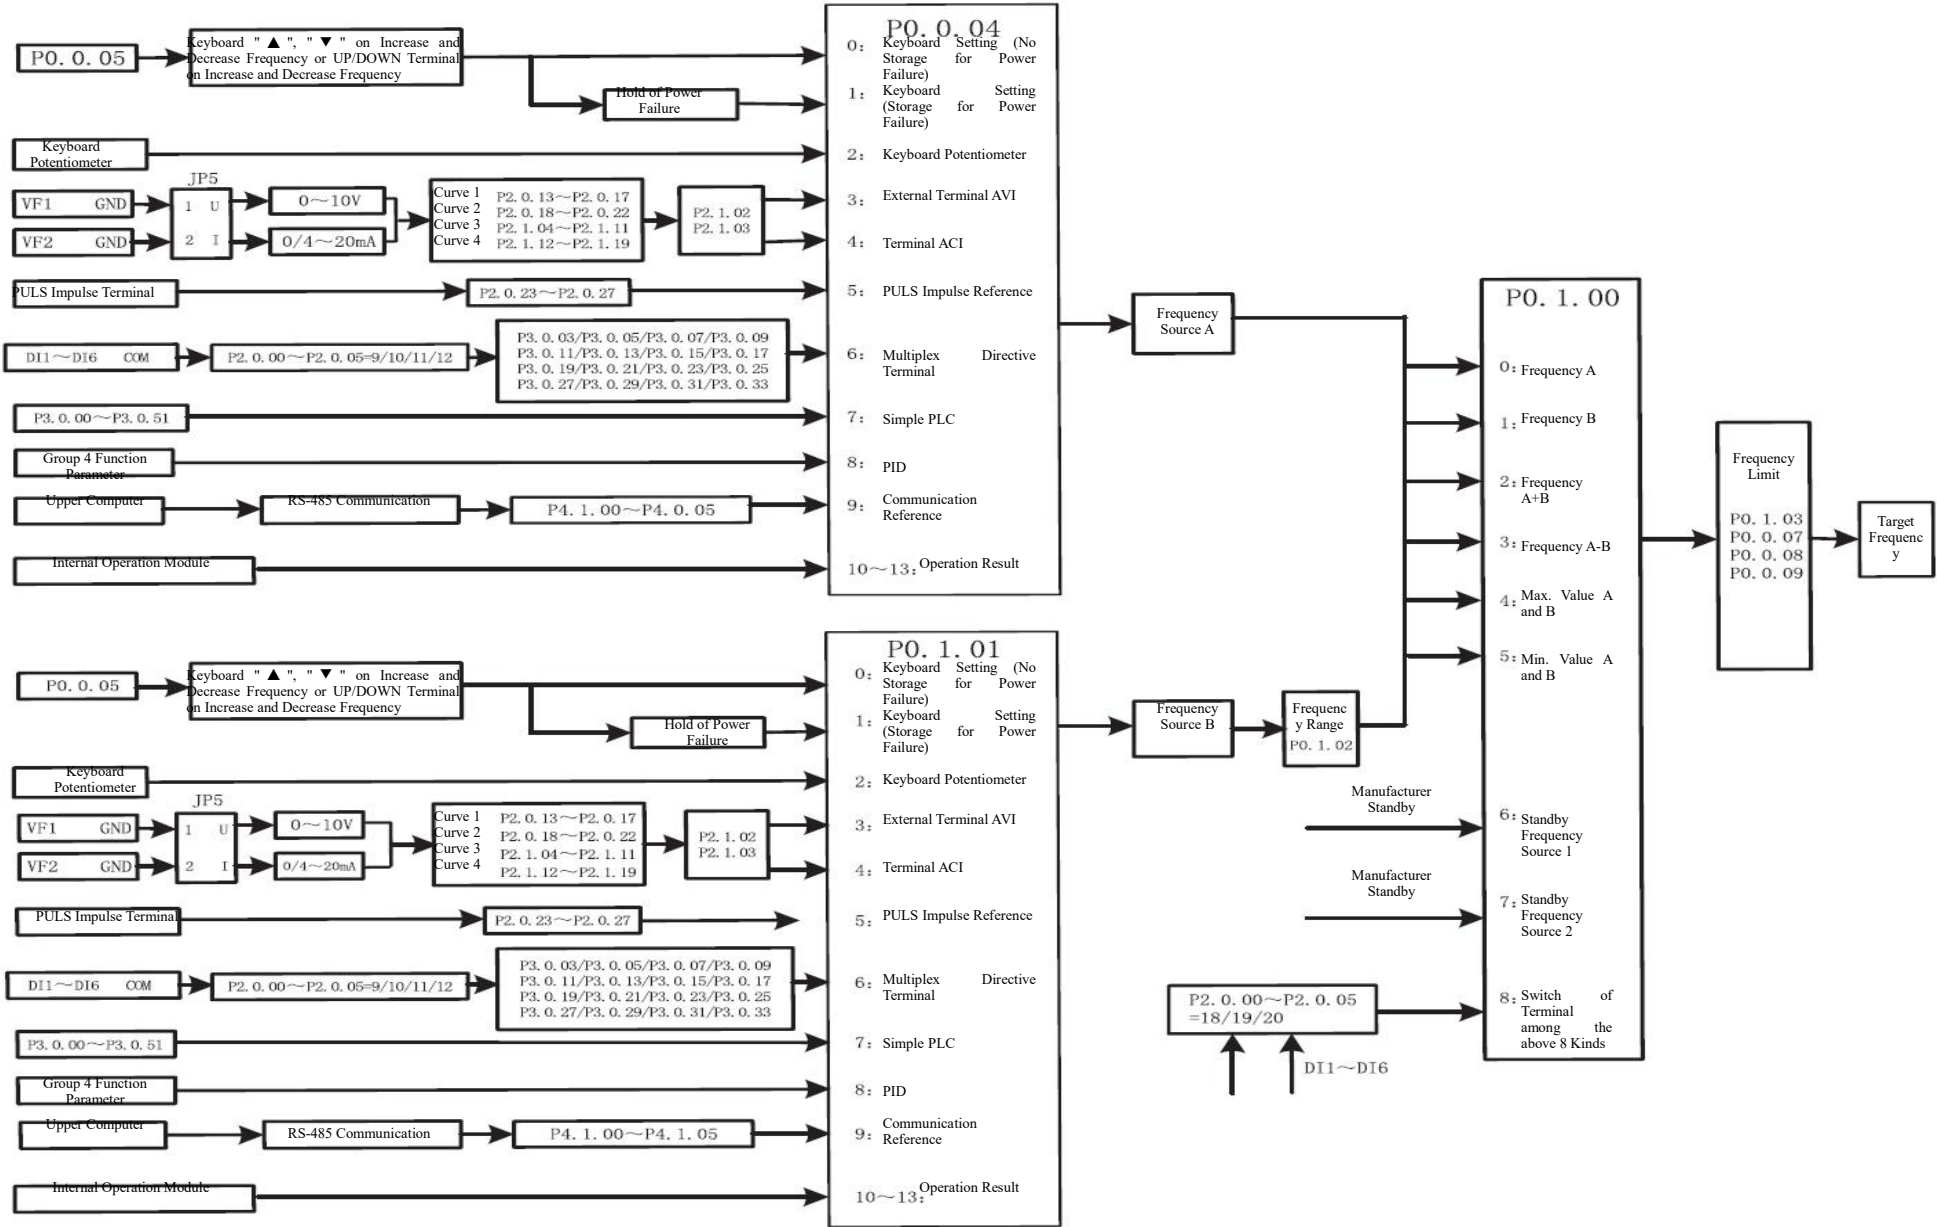 P0. 0. 04
P0. 0. 05
Keyboard " ▲ ", " ▼ " on Increase and
Decrease Frequency or UP/DOWN Terminal
on Increase and Decrease Frequency
0:
Keyboard Setting (No
Storage for Power
Failure)
Hold of Power
Failure
1:
Keyboard Setting
(Storage for Power
Failure)
Keyboard
Potentiometer
2:
Keyboard Potentiometer
JP5
VF1 GND
1 U
0~10V
VF2 GND
2 I
0/4~20mA
Curve 1 P2. 0. 13~P2. 0. 17
Curve 2 P2. 0. 18~P2. 0. 22
Curve 3 P2. 1. 04~P2. 1. 11
Curve 4 P2. 1. 12~P2. 1. 19
P2. 1. 02
P2. 1. 03
3:
External Terminal AVI
4:
Terminal ACI
PULS Impulse Terminal
P2. 0. 23~P2. 0. 27
5:
PULS Impulse Reference
DI1~DI6 COM
P2. 0. 00~P2. 0. 05=9/10/11/12
P3. 0. 03/P3. 0. 05/P3. 0. 07/P3. 0. 09
P3. 0. 11/P3. 0. 13/P3. 0. 15/P3. 0. 17
P3. 0. 19/P3. 0. 21/P3. 0. 23/P3. 0. 25
P3. 0. 27/P3. 0. 29/P3. 0. 31/P3. 0. 33
6:
Multiplex Directive
Terminal
P3. 0. 00~P3. 0. 51
7:
Simple PLC
Group 4 Function
Parameter
8:
PID
Upper Computer
RS-485 Communication
P4. 1. 00~P4. 0. 05
9:
Communication
Reference
Internal Operation Module
10~13:
Operation Result
Frequency
Source A
P0. 1. 01
P0. 0. 05
Keyboard " ▲ ", " ▼ " on Increase and
Decrease Frequency or UP/DOWN Terminal
on Increase and Decrease Frequency
0:
Keyboard Setting (No
Storage for Power
Failure)
Hold of Power
Failure
1:
Keyboard Setting
(Storage for Power
Failure)
Keyboard
Potentiometer
2:
Keyboard Potentiometer
JP5
VF1 GND
1 U
0~10V
VF2 GND
2 I
0/4~20mA
Curve 1 P2. 0. 13~P2. 0. 17
Curve 2 P2. 0. 18~P2. 0. 22
Curve 3 P2. 1. 04~P2. 1. 11
Curve 4 P2. 1. 12~P2. 1. 19
P2. 1. 02
P2. 1. 03
3:
External Terminal AVI
4:
Terminal ACI
PULS Impulse Terminal
P2. 0. 23~P2. 0. 27
5:
PULS Impulse Reference
DI1~DI6 COM
P2. 0. 00~P2. 0. 05=9/10/11/12
P3. 0. 03/P3. 0. 05/P3. 0. 07/P3. 0. 09
P3. 0. 11/P3. 0. 13/P3. 0. 15/P3. 0. 17
P3. 0. 19/P3. 0. 21/P3. 0. 23/P3. 0. 25
P3. 0. 27/P3. 0. 29/P3. 0. 31/P3. 0. 33
6:
Multiplex Directive
Terminal
P3. 0. 00~P3. 0. 51
7:
Simple PLC
Group 4 Function
Parameter
8:
PID
Upper Computer
RS-485 Communication
P4. 1. 00~P4. 1. 05
9:
Communication
Reference
Internal Operation Module
10~13:
Operation Result
Frequency
Source B
Frequenc
y Range
P0. 1. 02
P0. 1. 00
0: Frequency A
1: Frequency B
2: Frequency
A+B
3: Frequency A-B
4: Max. Value A
and B
5: Min. Value A
and B
Manufacturer
Standby
6: Standby
Frequency
Source 1
Manufacturer
Standby
7: Standby
Frequency
Source 2
P2. 0. 00~P2. 0. 05
=18/19/20
DI1~DI6
8: Switch of
Terminal
among the
above 8 Kinds
Frequency
Limit
P0. 1. 03
P0. 0. 07
P0. 0. 08
P0. 0. 09
Target
Frequenc
y